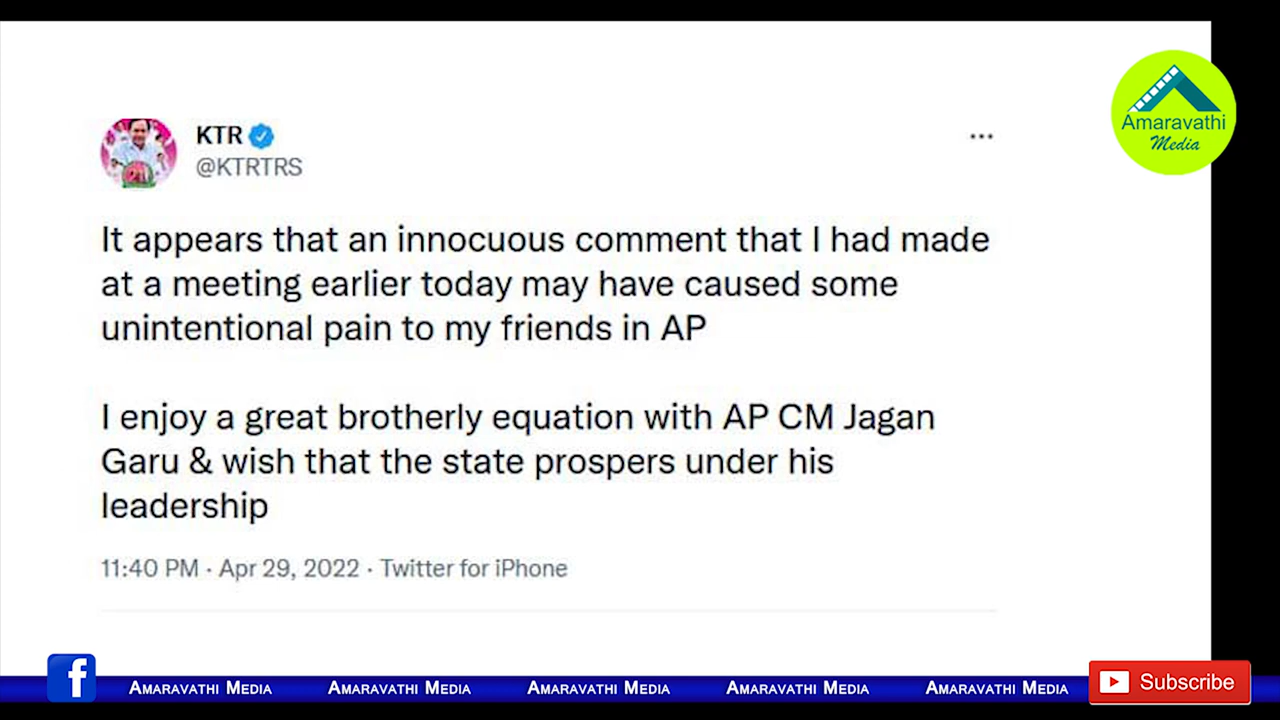 KTR
@KTRTRS
Amaravathi
Media
It appears that an innocuous comment that I had made
at a meeting earlier today may have caused some
unintentional pain to my friends in AP
I enjoy a great brotherly equation with AP CM Jagan
Garu & wish that the state prospers under his
leadership
11:40 PM · Apr 29, 2022 · Twitter for iPhone
f AMARAVATHI MEDIA AMARAVATHI MEDIA AMARAVATHI MEDIA AMARAVATHI MEDIA AMARAVATHI MEDIA Subscribe